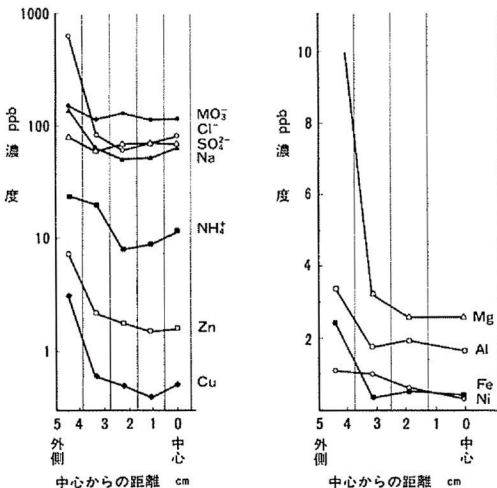 1000
100
10
1
ppb
濃
度
MO₃⁻
Cl⁻
SO₄²⁻
Na
NH₄⁺
Zn
Cu
5 4 3 2 1 0
外側
中心
中心からの距離 cm
10
8
6
4
2
ppb
濃
度
Mg
Al
Fe
Ni
5 4 3 2 1 0
外側
中心
中心からの距離 cm